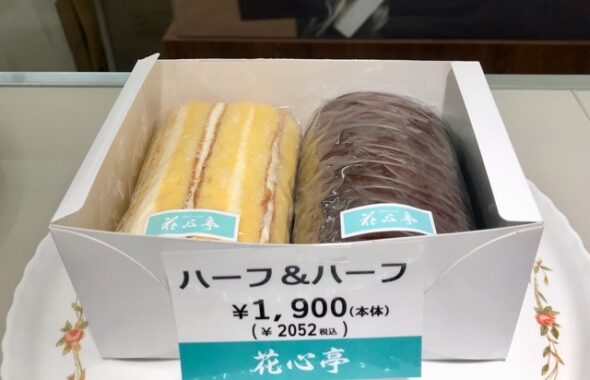 花心亭
花心亭
ハーフ&ハーフ
¥1,900(本体)
(¥ 2052税込)
花心亭